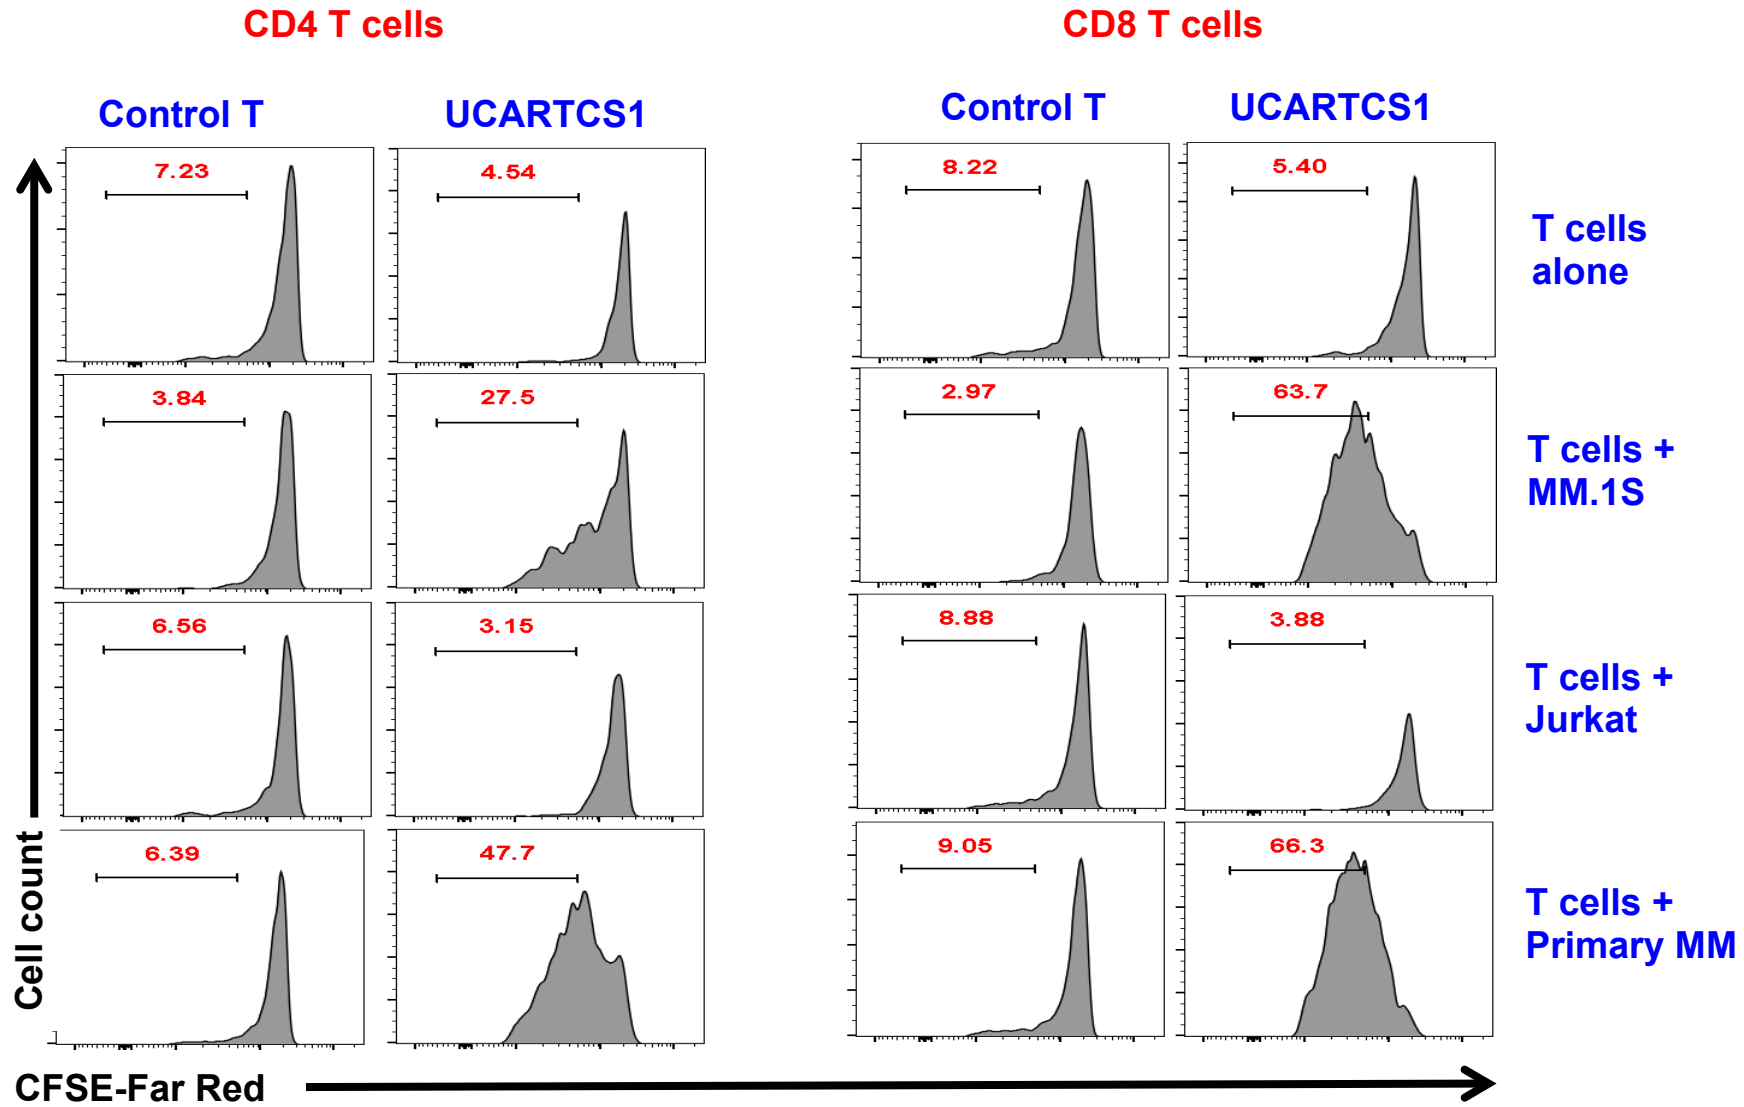 CD4 T cells
CD8 T cells
Control T
UCARTCS1
Control T
UCARTCS1
7.23
4.54
8.22
5.40
T cells
alone
3.84
27.5
2.97
63.7
T cells +
MM.1S
6.56
3.15
8.88
3.88
T cells +
Jurkat
6.39
47.7
9.05
66.3
T cells +
Primary MM
Cell count
CFSE-Far Red